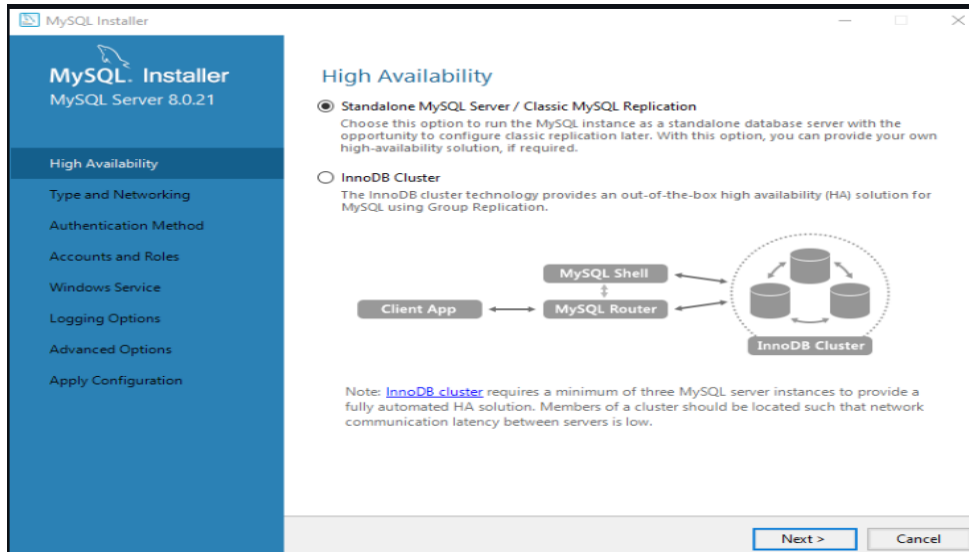 MySQL Installer
MySQL. Installer
MySQL Server 8.0.21
High Availability
Type and Networking
Authentication Method
Accounts and Roles
Windows Service
Logging Options
Advanced Options
Apply Configuration
High Availability
Standalone MySQL Server / Classic MySQL Replication
Choose this option to run the MySQL instance as a standalone database server with the
opportunity to configure classic replication later. With this option, you can provide your own
high-availability solution, if required.
InnoDB Cluster
The InnoDB cluster technology provides an out-of-the-box high availability (HA) solution for
MySQL using Group Replication.
MySQL Shell
Client App
MySQL Router
InnoDB Cluster
Note: InnoDB cluster requires a minimum of three MySQL server instances to provide a
fully automated HA solution. Members of a cluster should be located such that network
communication latency between servers is low.
Next >
Cancel